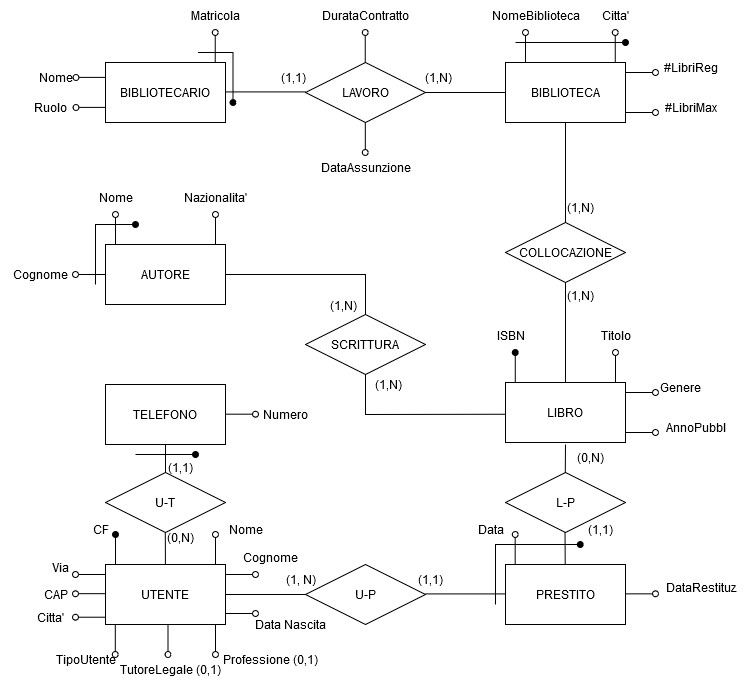 Matricola
DurataContratto
NomeBiblioteca
Citta'
Nome
Ruolo
BIBLIOTECARIO
(1,1)
LAVORO
(1,N)
BIBLIOTECA
#LibriReg
#LibriMax
DataAssunzione
Nome
Nazionalita'
(1,N)
COLLOCAZIONE
(1,N)
Cognome
AUTORE
(1,N)
SCRITTURA
(1,N)
ISBN
Titolo
Genere
LIBRO
AnnoPubbl
TELEFONO
Numero
(0,N)
(1,1)
U-T
L-P
CF
(0,N)
Nome
Data
(1,1)
Via
CAP
Citta'
UTENTE
Cognome
(1, N)
U-P
(1,1)
PRESTITO
DataRestituz
Data Nascita
TipoUtente
TutoreLegale (0,1)
Professione (0,1)